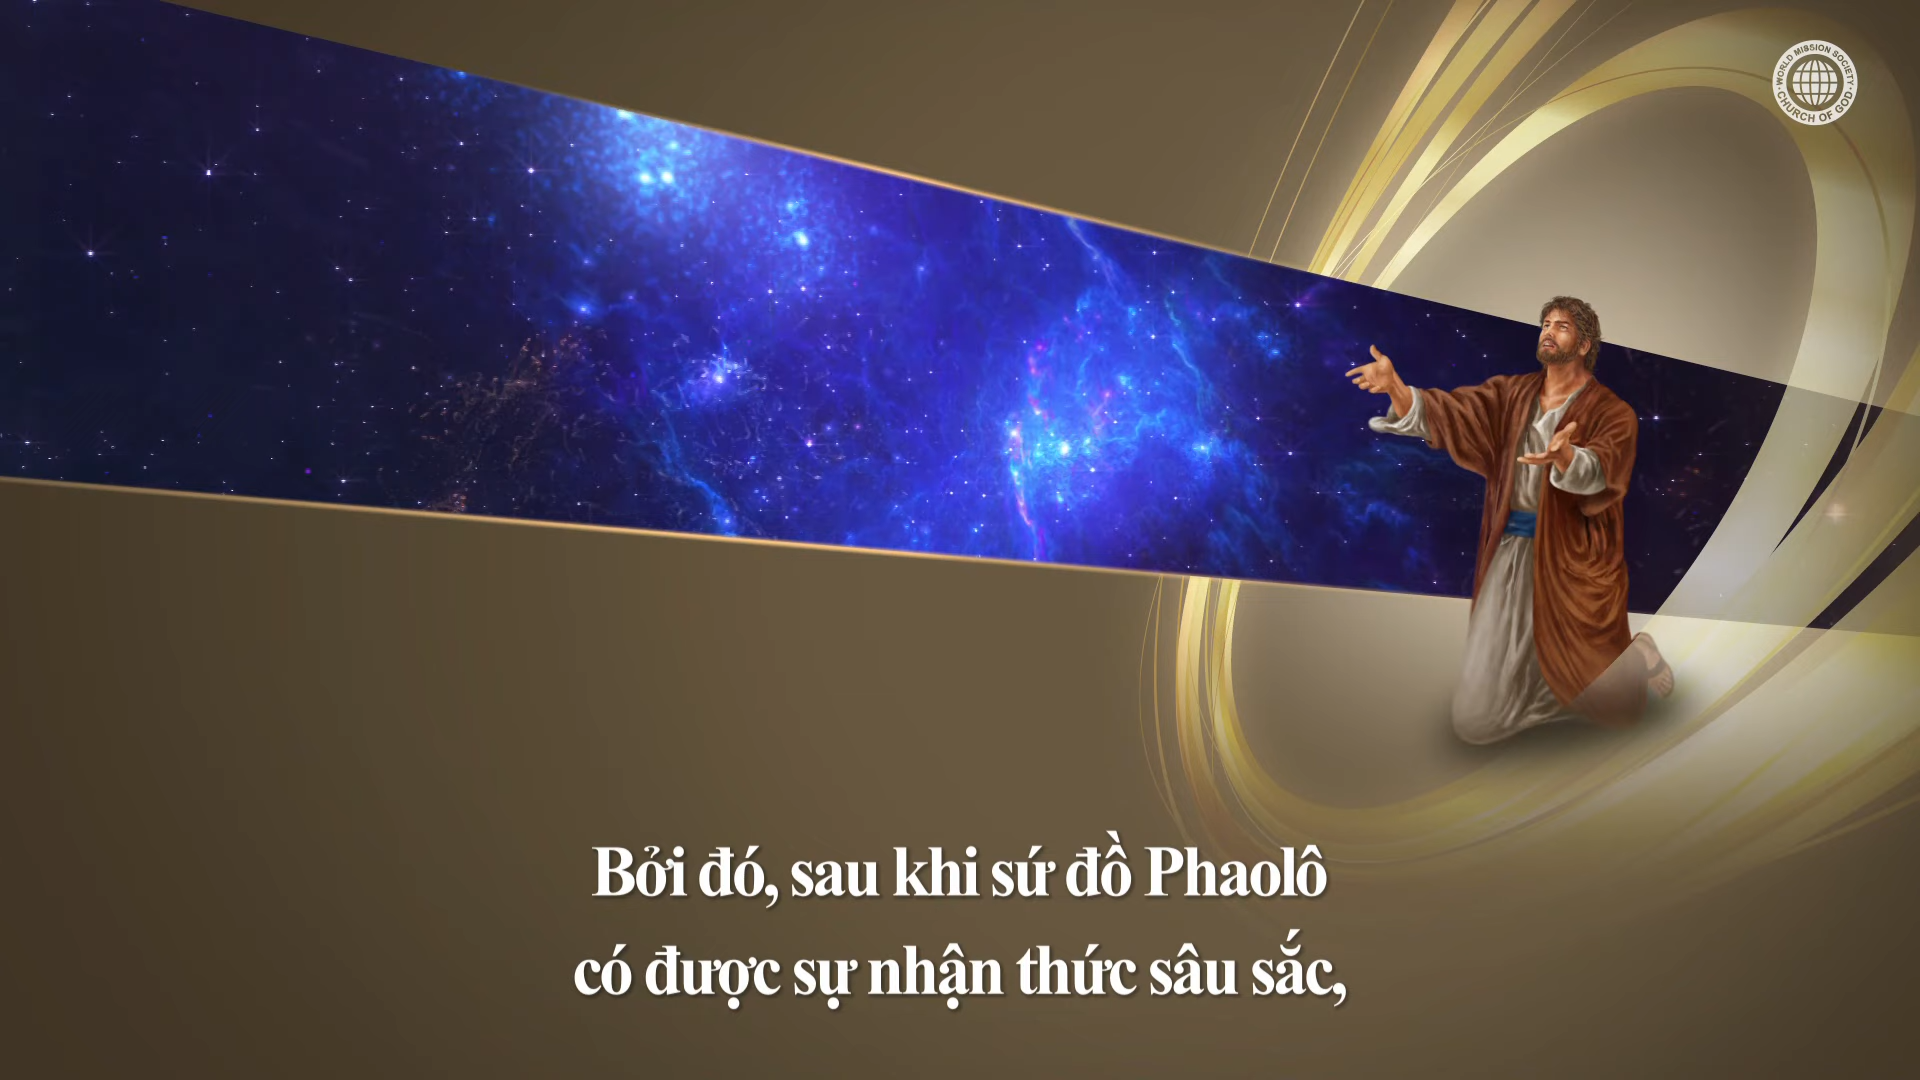 WORLD MISSION SOCIETY
CHURCH OF GOD
Bởi đó, sau khi sứ đồ Phaolô
có được sự nhận thức sâu sắc,